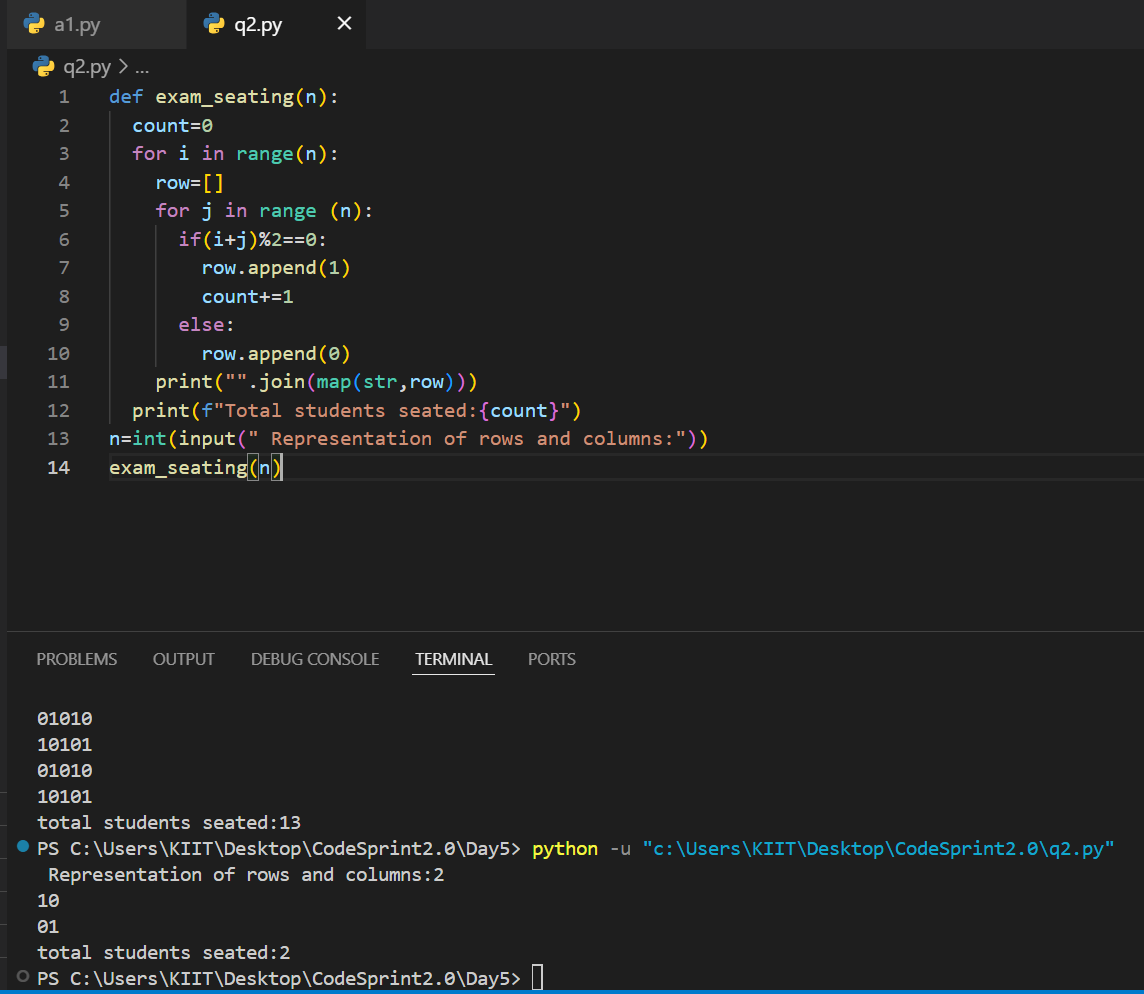 a1.py
q2.py
q2.py > ...
1 def exam_seating(n):
2   count=0
3   for i in range(n):
4     row=[]
5     for j in range (n):
6       if(i+j)%2==0:
7         row.append(1)
8         count+=1
9       else:
10         row.append(0)
11     print("".join(map(str,row)))
12   print(f"Total students seated:{count}")
13 n=int(input(" Representation of rows and columns:"))
14 exam_seating(n)
PROBLEMS OUTPUT DEBUG CONSOLE TERMINAL PORTS
01010
10101
01010
10101
total students seated:13
PS C:\Users\KIIT\Desktop\CodeSprint2.0\Day5> python -u "c:\Users\KIIT\Desktop\CodeSprint2.0\q2.py"
 Representation of rows and columns:2
10
01
total students seated:2
PS C:\Users\KIIT\Desktop\CodeSprint2.0\Day5>